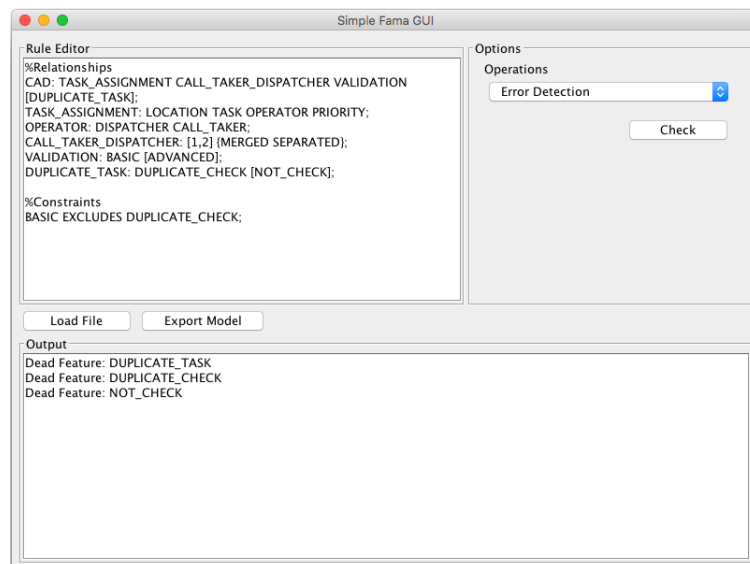 Simple Fama GUI
Rule Editor
%Relationships
CAD: TASK_ASSIGNMENT CALL_TAKER_DISPATCHER VALIDATION
[DUPLICATE_TASK];
TASK_ASSIGNMENT: LOCATION TASK OPERATOR PRIORITY;
OPERATOR: DISPATCHER CALL_TAKER;
CALL_TAKER_DISPATCHER: [1,2] {MERGED SEPARATED};
VALIDATION: BASIC [ADVANCED];
DUPLICATE_TASK: DUPLICATE_CHECK [NOT_CHECK];
%Constraints
BASIC EXCLUDES DUPLICATE_CHECK;
Options
Operations
Error Detection
Check
Load File
Export Model
Output
Dead Feature: DUPLICATE_TASK
Dead Feature: DUPLICATE_CHECK
Dead Feature: NOT_CHECK